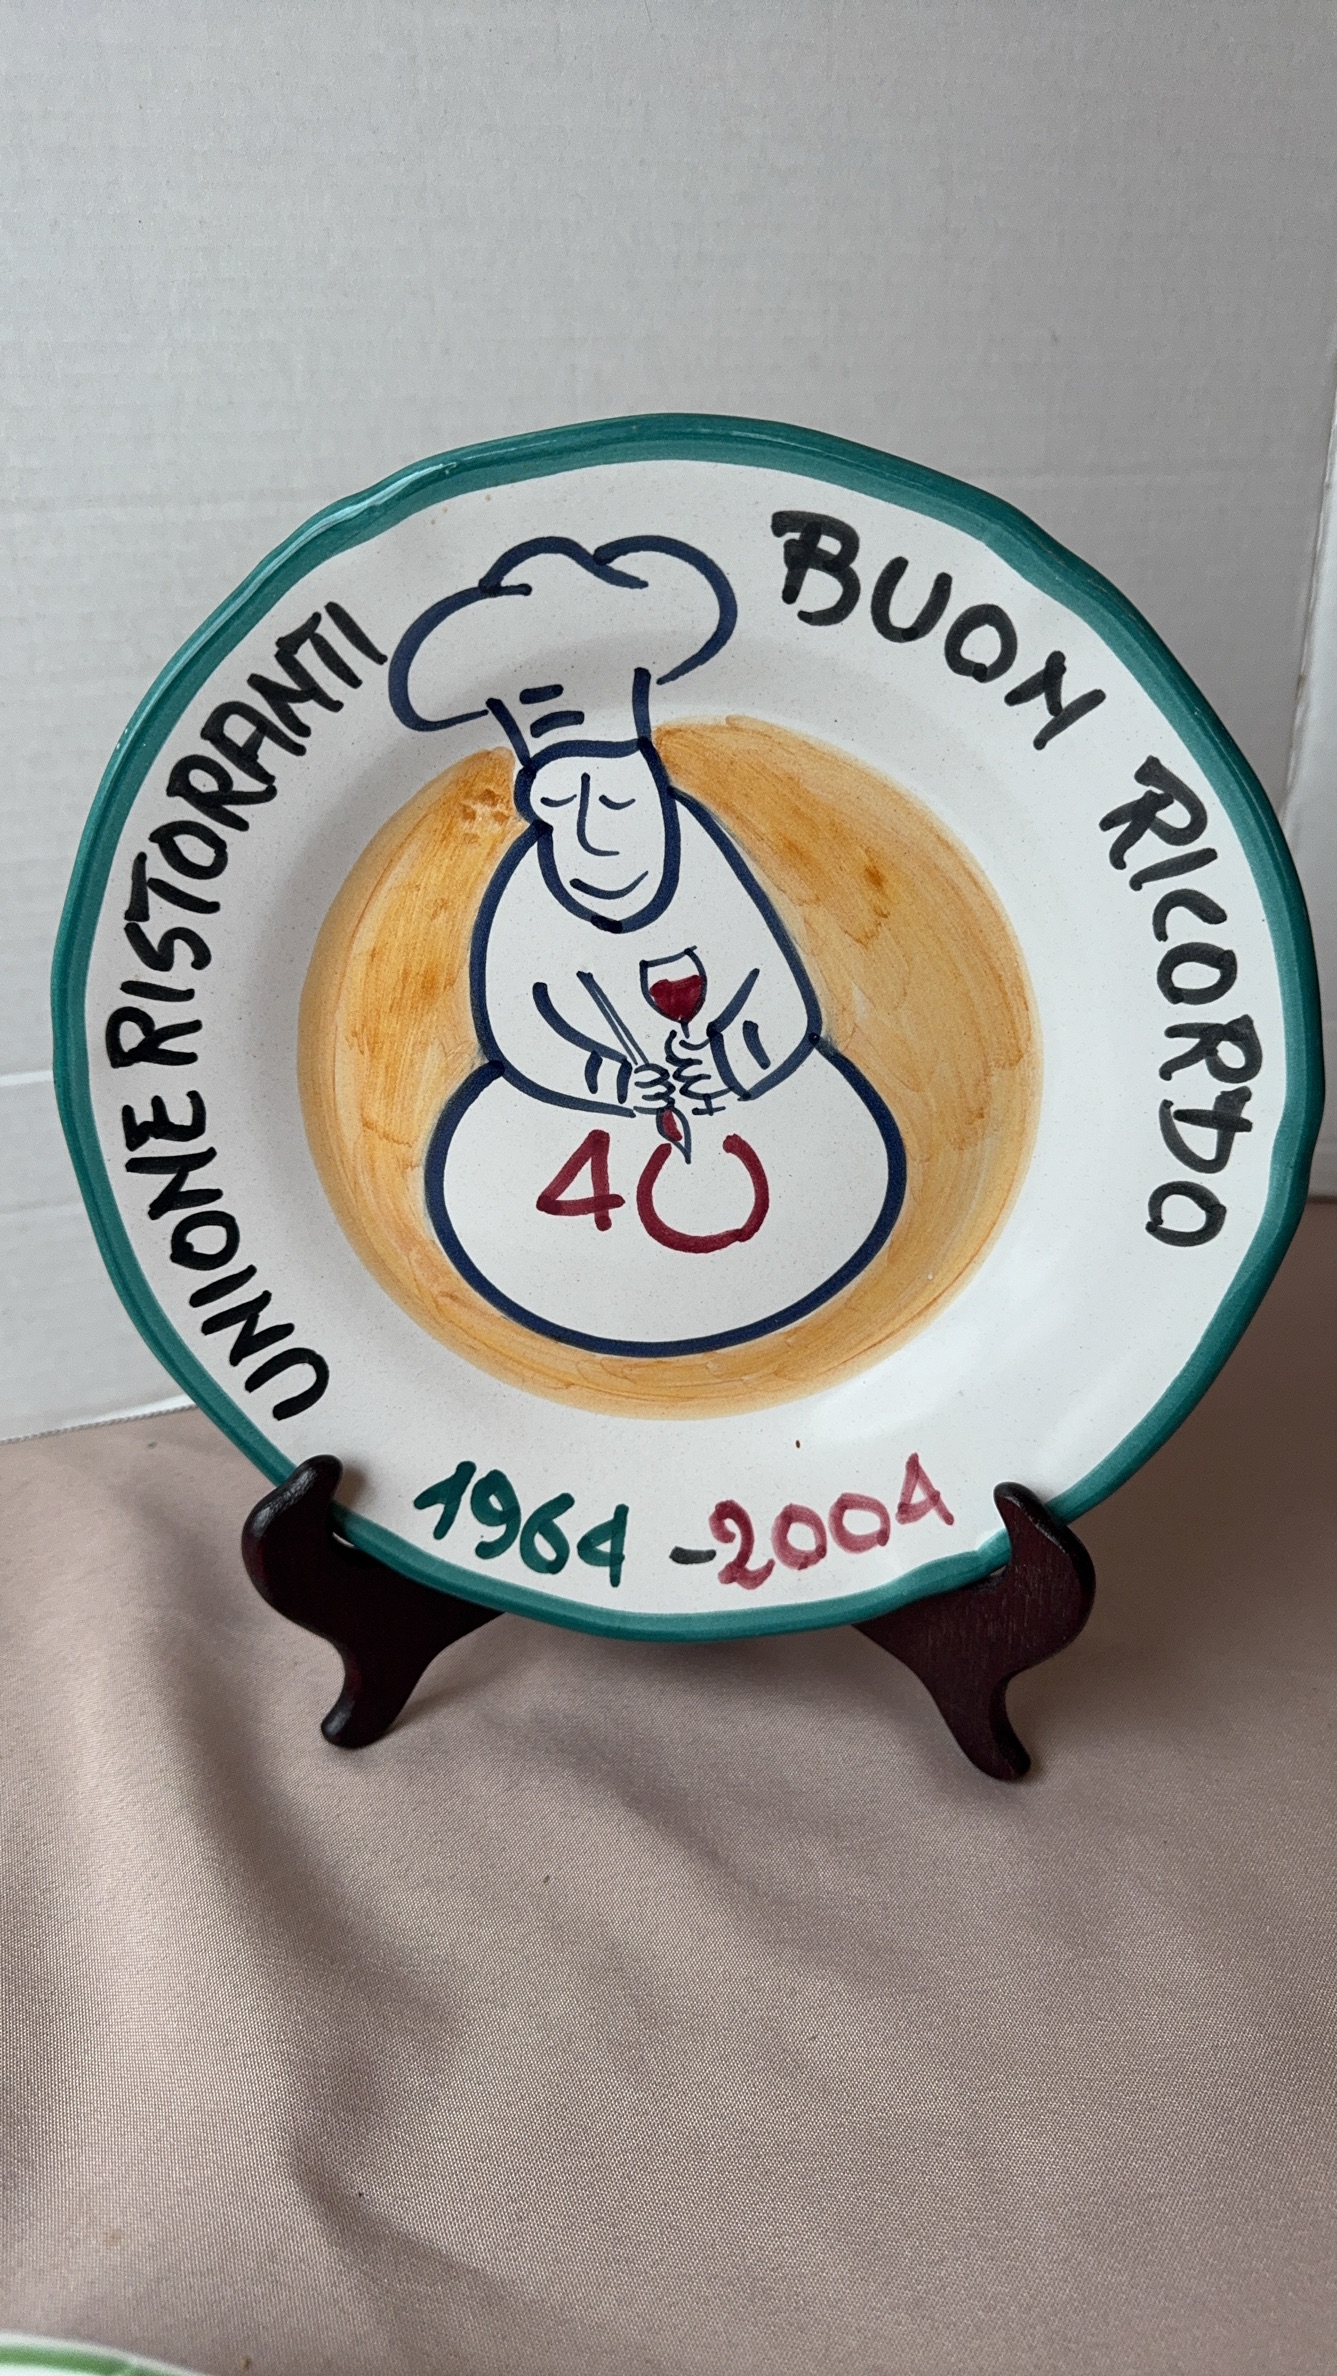 UNIONE RISTORANTI
BUON RICORDO
40
1964-2004